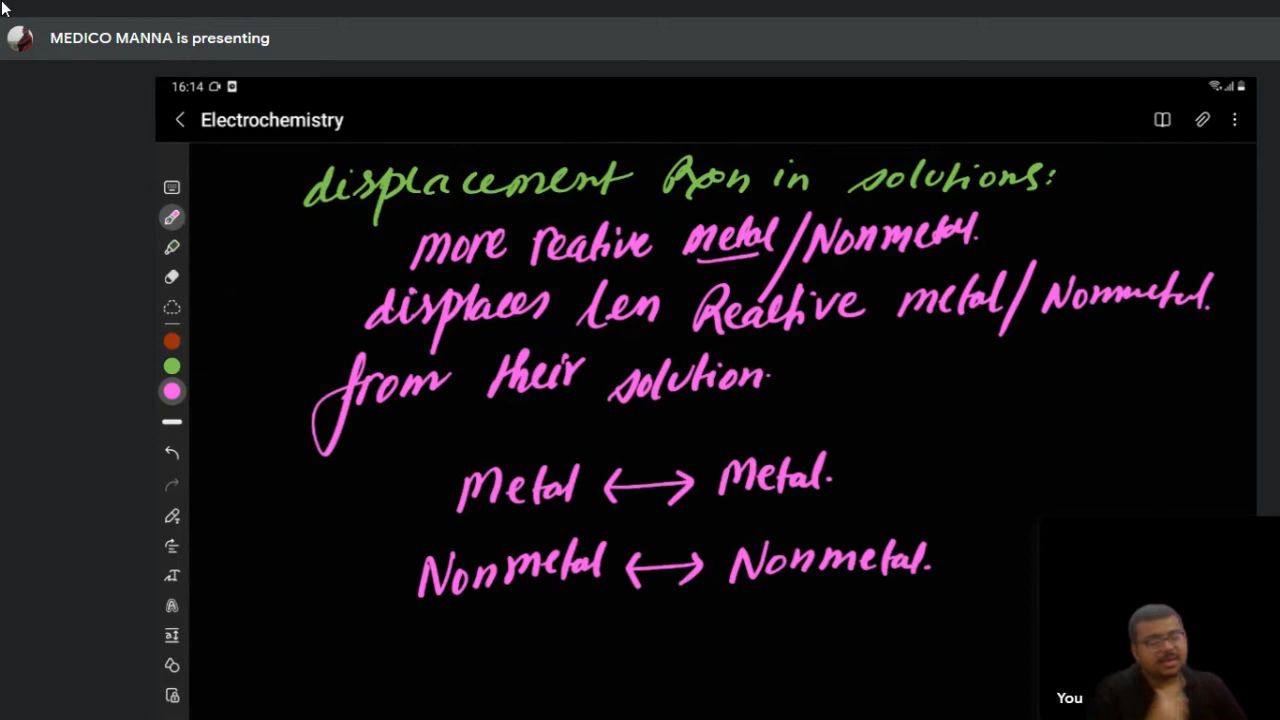 MEDICO MANNA is presenting
16:14
Electrochemistry
displacement Rxn in solutions:
more reative metal/Nonmetal.
displaces less Reactive metal/Nonmetal.
from their solution.
Metal ↔ Metal.
Nonmetal ↔ Nonmetal.
You